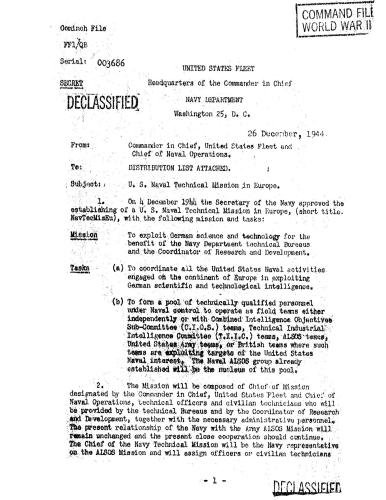 Cominch File
COMMAND FILE
WORLD WAR II
FF1/QB
Serial: 003686
UNITED STATES FLEET
SECRET
Headquarters of the Commander in Chief
DECLASSIFIED
NAVY DEPARTMENT
Washington 25, D. C.
26 December, 1944.
From: Commander in Chief, United States Fleet and
Chief of Naval Operations.
To: DISTRIBUTION LIST ATTACHED.
Subject: U. S. Naval Technical Mission in Europe.
1. On 4 December 1944 the Secretary of the Navy approved the
establishing of a U. S. Naval Technical Mission in Europe, (short title.
NavTecMisEu), with the following mission and tasks:
Mission To exploit German science and technology for the
benefit of the Navy Department technical Bureaus
and the Coordinator of Research and Development.
Tasks (a) To coordinate all the United States Naval activities
engaged on the continent of Europe in exploiting
German scientific and technological intelligence.
(b) To form a pool of technically qualified personnel
under Naval control to operate as field teams either
independently or with Combined Intelligence Objectives
Sub-Committee (C.I.O.S.) teams, Technical Industrial
Intelligence Committee (T.I.I.C.) teams, ALSOS teams,
United States Army teams, or British teams where such
teams are exploiting targets of the United States
Naval interest. The Naval ALSOS group already
established will be the nucleus of this pool.
2. The Mission will be composed of Chief of Mission
designated by the Commander in Chief, United States Fleet and Chief of
Naval Operations, technical officers and civilian technicians who will
be provided by the technical Bureaus and by the Coordinator of Research
and Development, together with the necessary administrative personnel.
The present relationship of the Navy with the Army ALSOS Mission will
remain unchanged and the present close cooperation should continue.
The Chief of the Navy Technical Mission will be the Navy representative
on the ALSOS Mission and will assign officers or civilian technicians
- 1 -
DECLASSIFIED